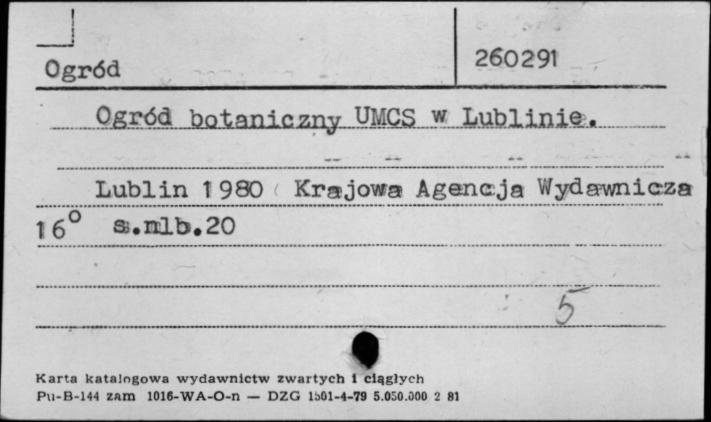 Ogród 260291
Ogród botaniczny UMCS w Lublinie.
Lublin 1980 Krajowa Agencja Wydawnicza
16° s.nlb.20
5
Karta katalogowa wydawnictw zwartych i ciągłych
Pu-B-144 zam 1016-WA-O-n — DZG 1501-4-79 5.050.000 2 81